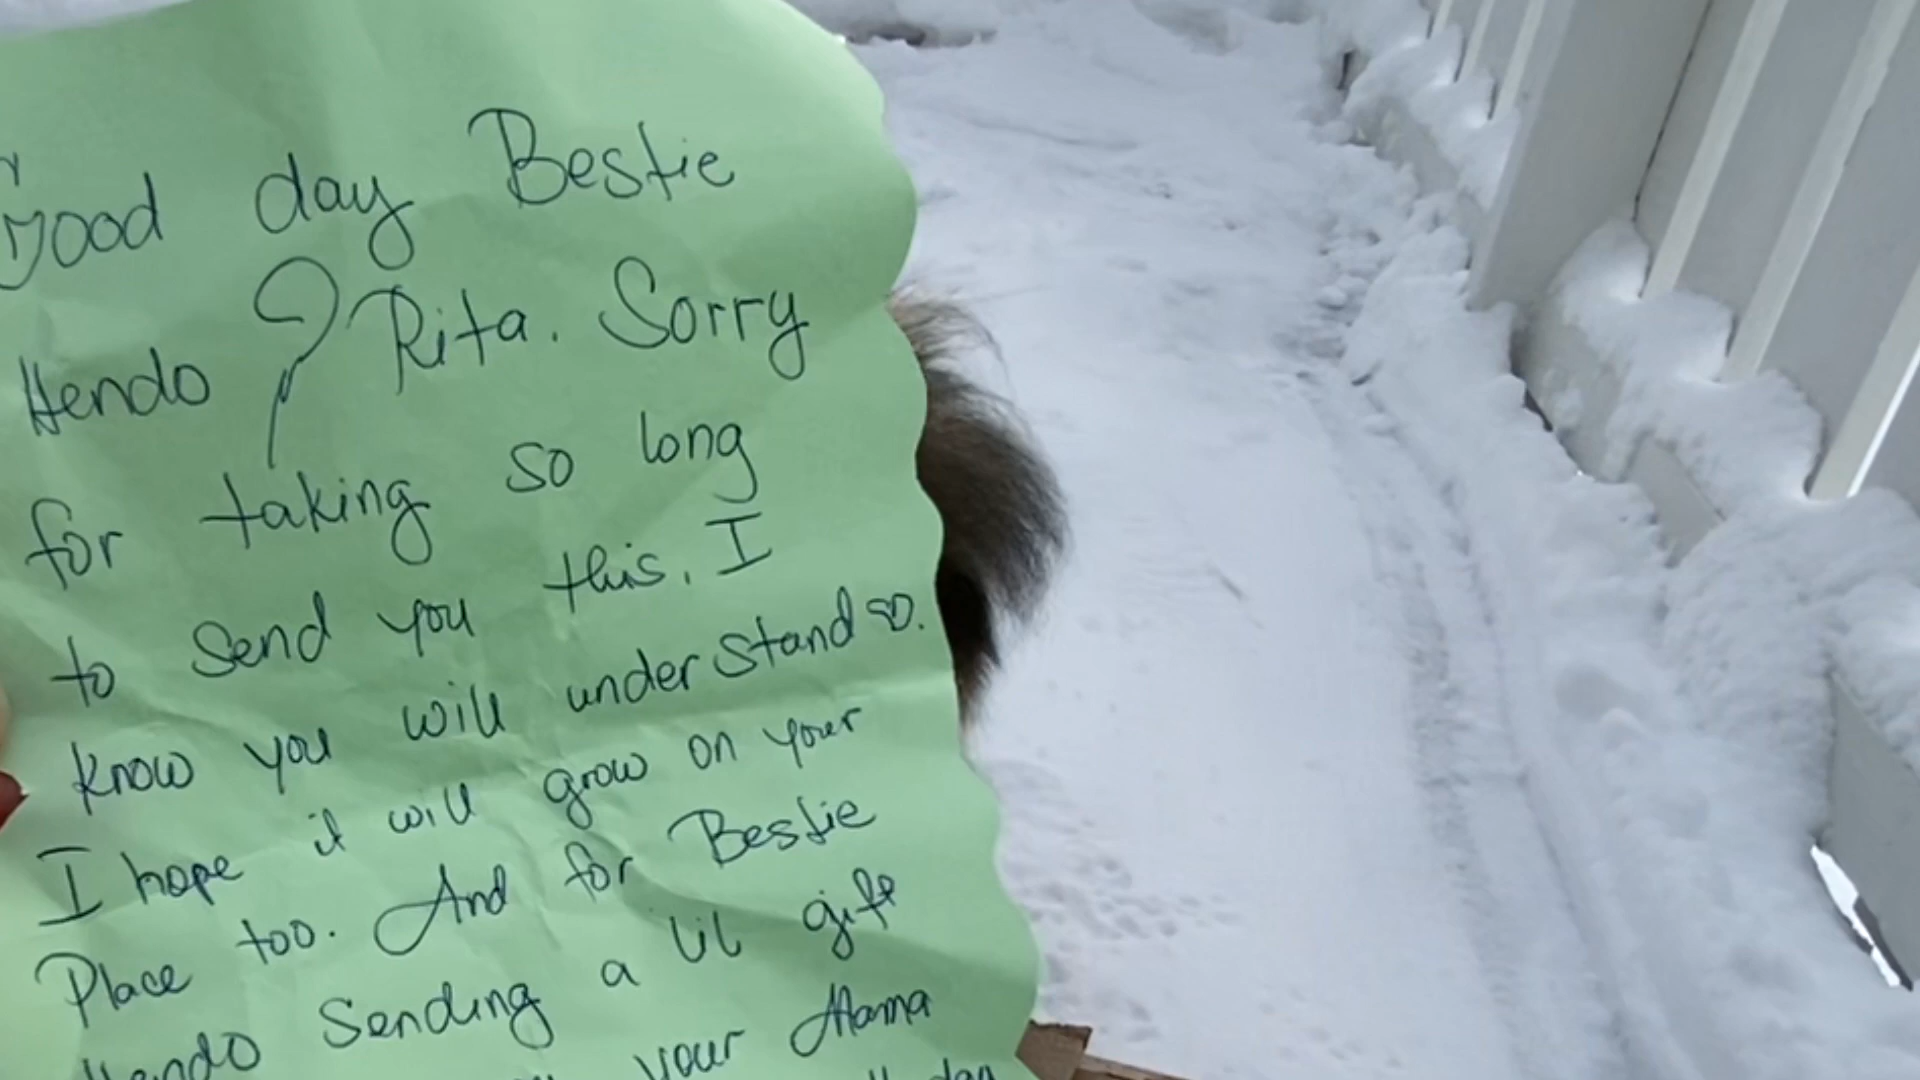 Good day Bestie
Hendo & Rita. Sorry
for taking so long
to send you this. I
know you will understand ♡.
I hope it will grow on your
Place too. And for Bestie
Hendo Sending a lil gift
your Mama